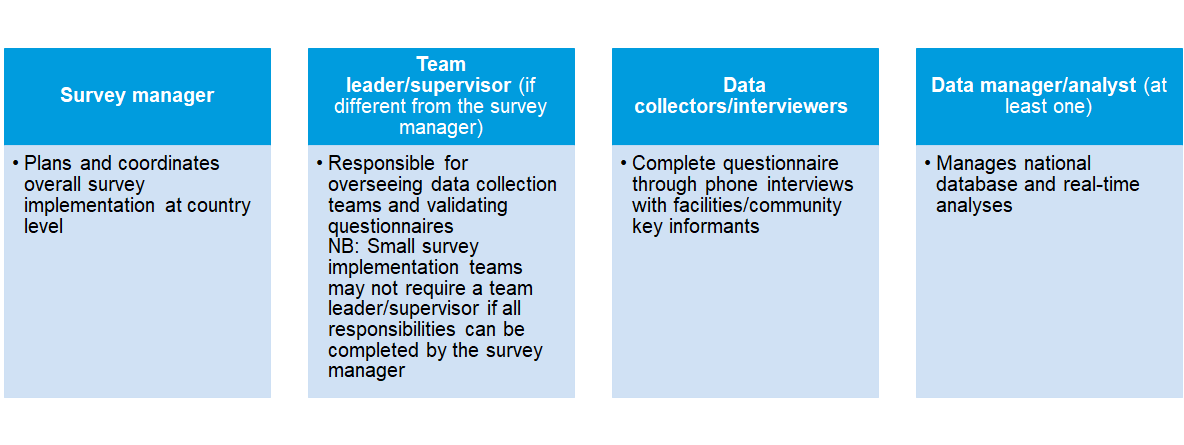 Survey manager
• Plans and coordinates
overall survey
implementation at country
level
Team
leader/supervisor (if
different from the survey
manager)
• Responsible for
overseeing data collection
teams and validating
questionnaires
NB: Small survey
implementation teams
may not require a team
leader/supervisor if all
responsibilities can be
completed by the survey
manager
Data
collectors/interviewers
• Complete questionnaire
through phone interviews
with facilities/community
key informants
Data manager/analyst (at
least one)
• Manages national
database and real-time
analyses